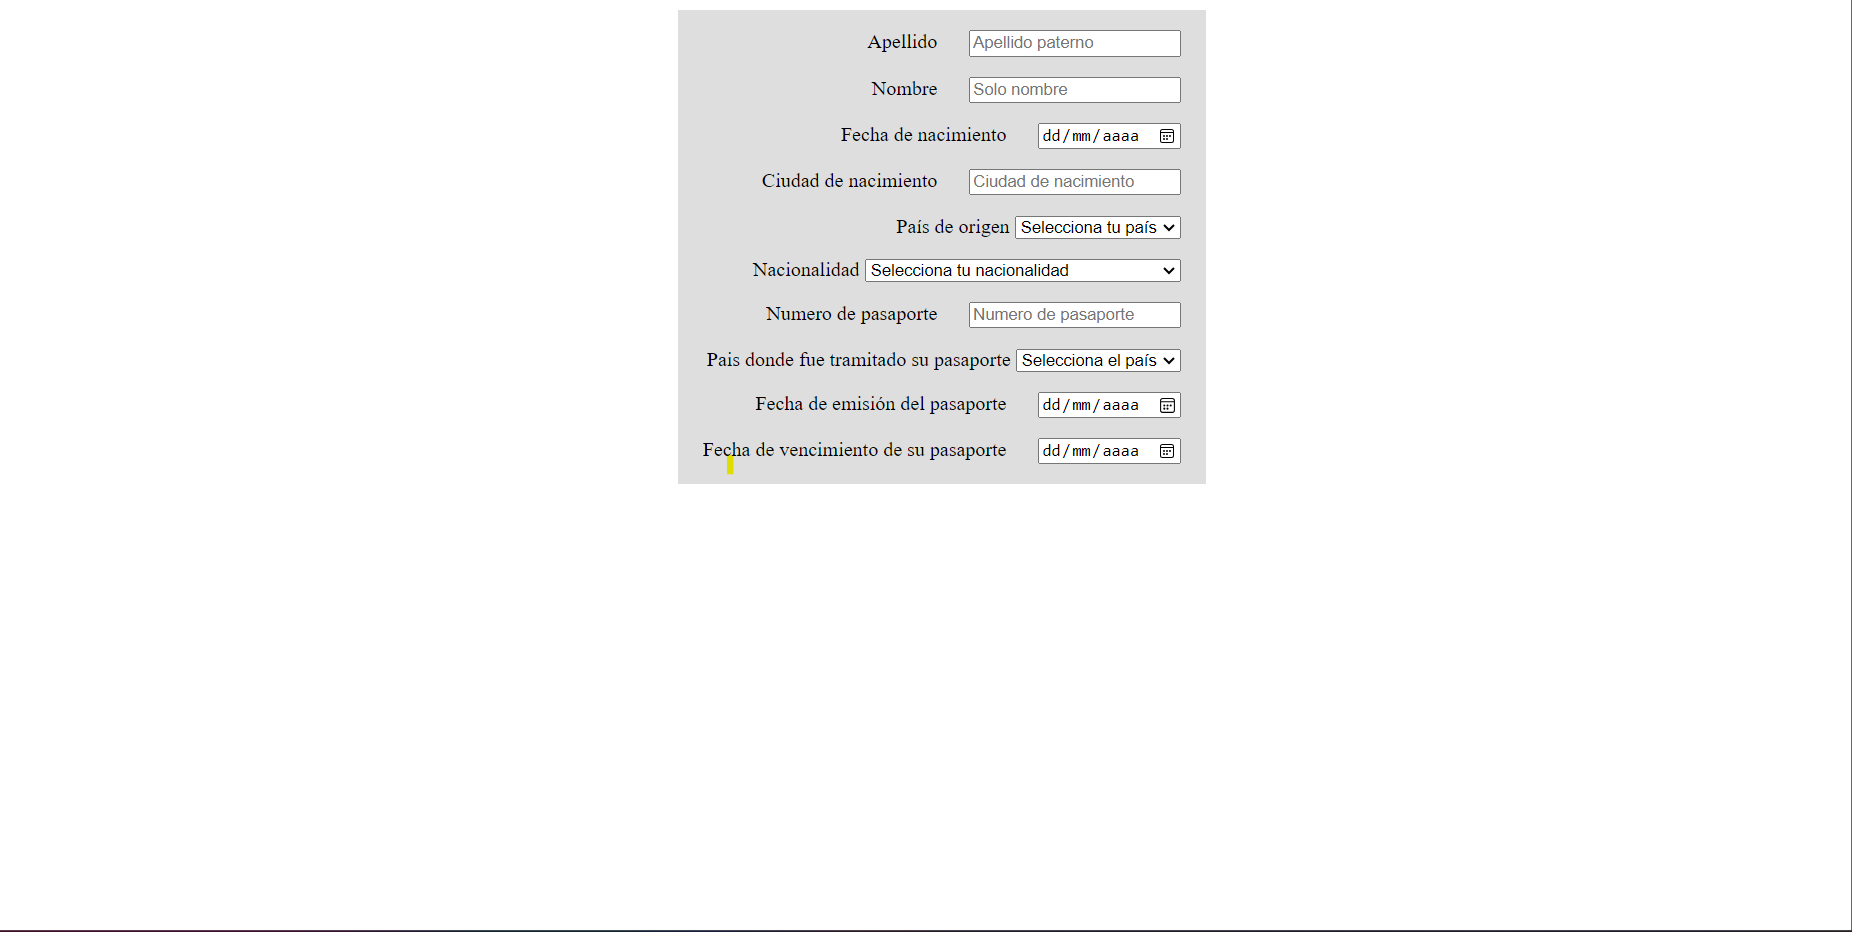 Apellido Apellido paterno
Nombre Solo nombre
Fecha de nacimiento dd/mm/aaaa
Ciudad de nacimiento Ciudad de nacimiento
País de origen Selecciona tu país
Nacionalidad Selecciona tu nacionalidad
Numero de pasaporte Numero de pasaporte
Pais donde fue tramitado su pasaporte Selecciona el país
Fecha de emisión del pasaporte dd/mm/aaaa
Fecha de vencimiento de su pasaporte dd/mm/aaaa